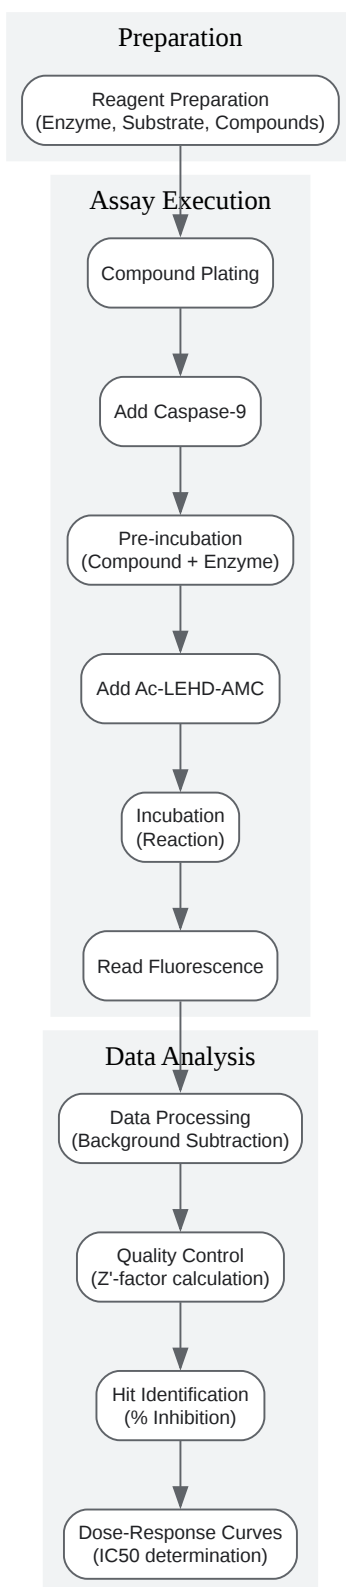 Preparation
Reagent Preparation
(Enzyme, Substrate, Compounds)
Assay Execution
Compound Plating
Add Caspase-9
Pre-incubation
(Compound + Enzyme)
Add Ac-LEHD-AMC
Incubation
(Reaction)
Read Fluorescence
Data Analysis
Data Processing
(Background Subtraction)
Quality Control
(Z'-factor calculation)
Hit Identification
(% Inhibition)
Dose-Response Curves
(IC50 determination)